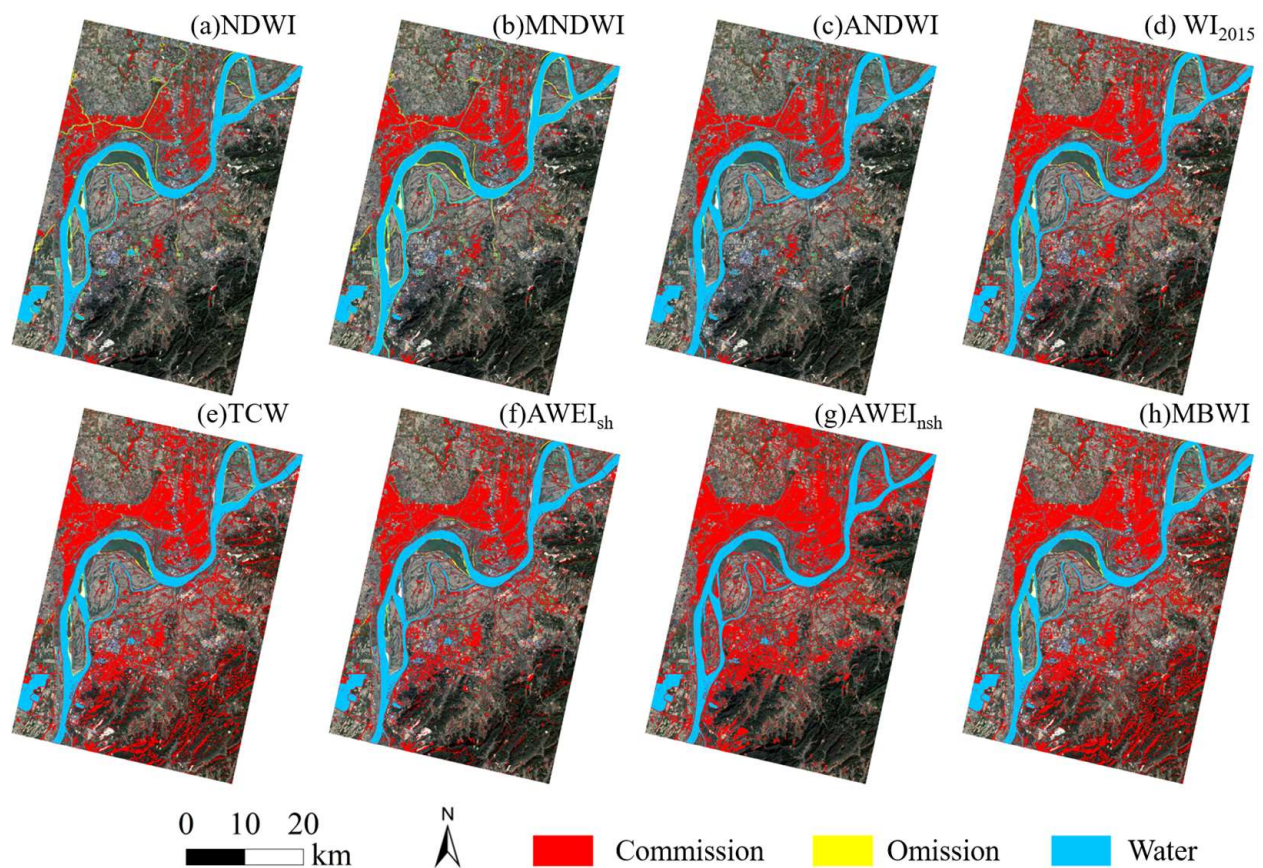 (a)NDWI
(b)MNDWI
(c)ANDWI
(d) WI2015
(e)TCW
(f)AWEIsh
(g)AWEInsh
(h)MBWI
0 10 20
km
N
Commission
Omission
Water